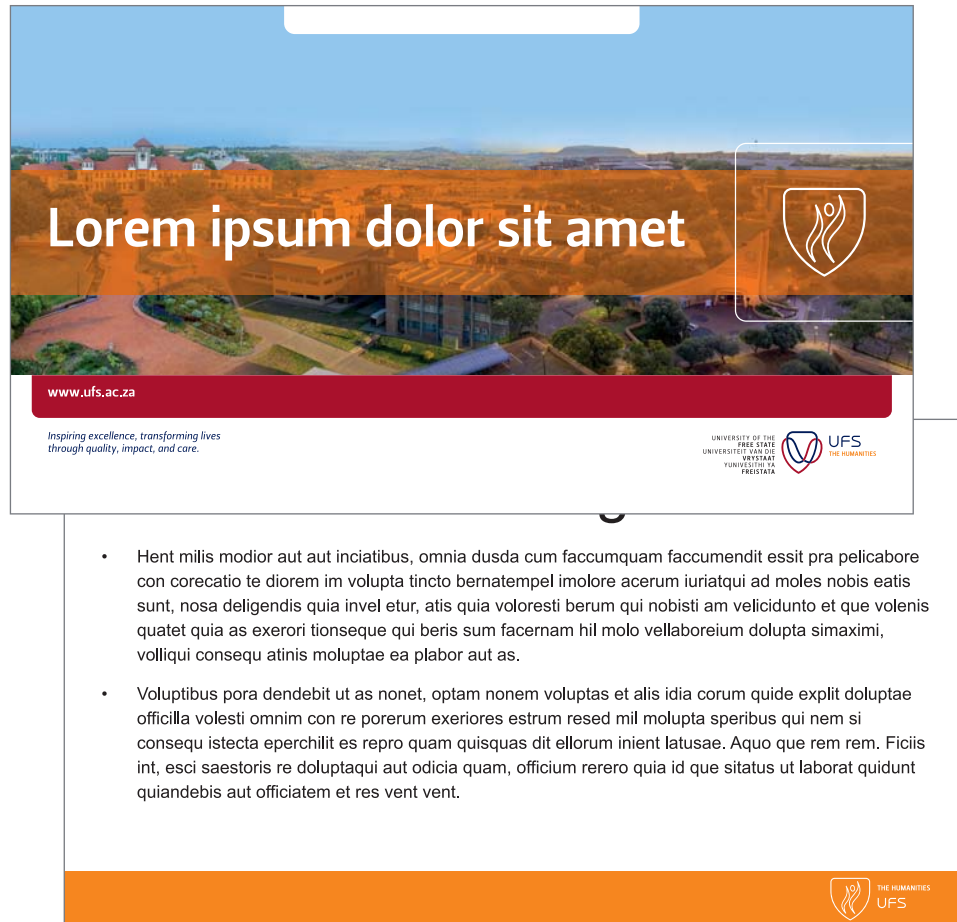 Lorem ipsum dolor sit amet
www.ufs.ac.za
Inspiring excellence, transforming lives
through quality, impact, and care.
UNIVERSITY OF THE
FREE STATE
UNIVERSITEIT VAN DIE
VRYSTAAT
YUNIVESITHI YA
FREISTATA
UFS
THE HUMANITIES
• Hent milis modior aut aut inciatibus, omnia dusda cum faccumquam faccumendit essit pra pelicabore
con corecatio te diorem im volupta tincto bernatempel imolore acerum iuriatqui ad moles nobis eatis
sunt, nosa deligendis quia invel etur, atis quia voloresti berum qui nobisti am velicidunto et que volenis
quatet quia as exerori tionseque qui beris sum facernam hil molo vellaboreium dolupta simaximi,
volliqui consequ atinis moluptae ea plabor aut as.
• Voluptibus pora dendebit ut as nonet, optam nonem voluptas et alis idia corum quide explit doluptae
officilla volesti omnim con re porerum exeriores estrum resed mil molupta speribus qui nem si
consequ istecta eperchilit es repro quam quisquas dit ellorum inient latusae. Aquo que rem rem. Ficiis
int, esci saestoris re doluptaqui aut odicia quam, officium rerero quia id que sitatus ut laborat quidunt
quiandebis aut officiatem et res vent vent.
THE HUMANITIES
UFS